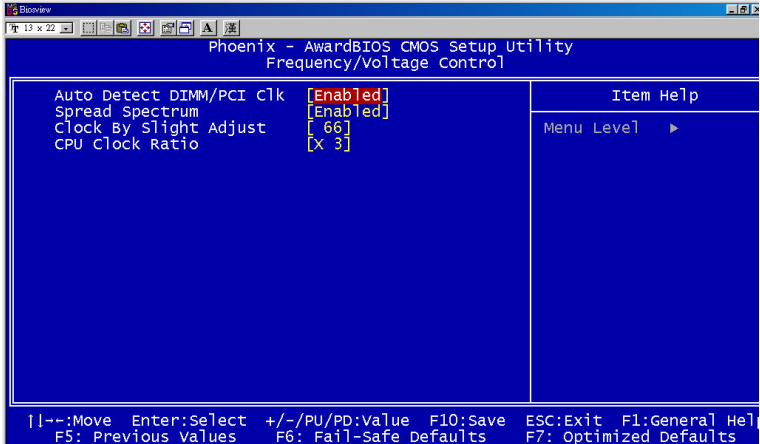 Biosview
13 x 22
A 漢
Phoenix - AwardBIOS CMOS Setup Utility
Frequency/Voltage Control
Auto Detect DIMM/PCI Clk [Enabled]
Spread Spectrum [Enabled]
Clock By Slight Adjust [ 66]
CPU Clock Ratio [X 3]
Item Help
Menu Level ►
↑↓→←:Move Enter:Select +/-/PU/PD:Value F10:Save ESC:Exit F1:General Help
F5: Previous Values F6: Fail-Safe Defaults F7: Optimized Defaults